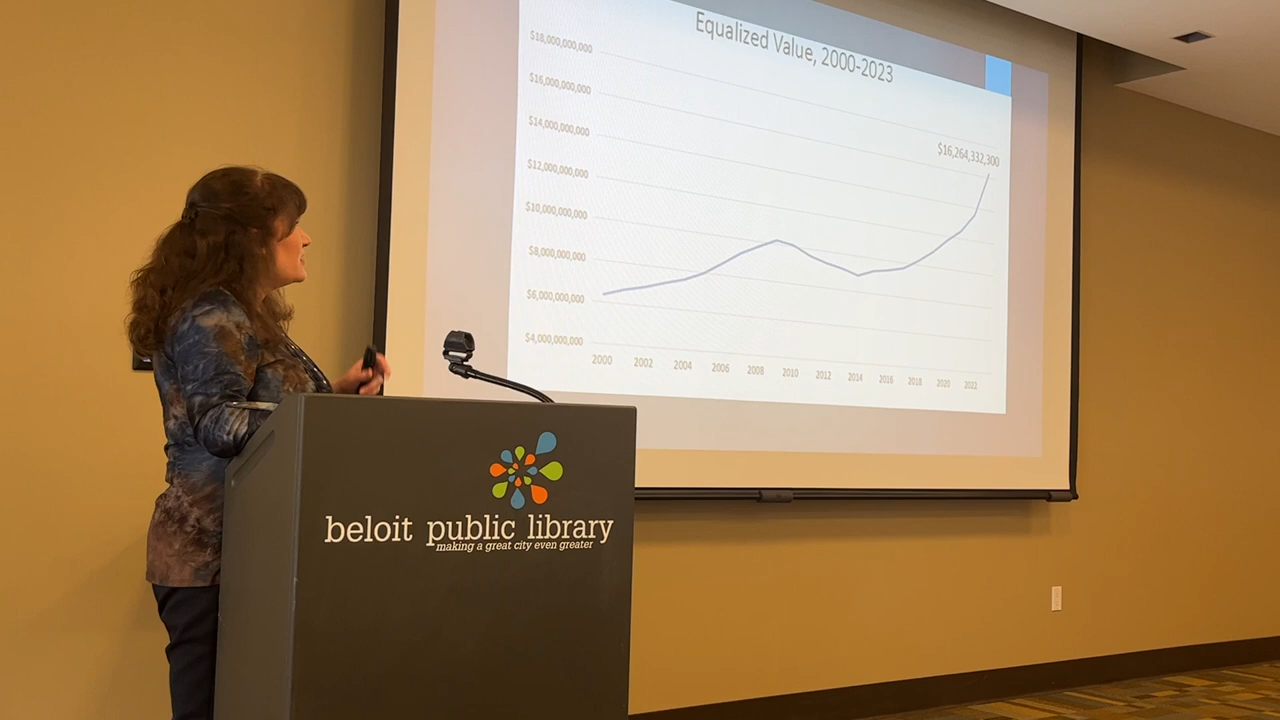 Equalized Value, 2000-2023
$18,000,000,000
$16,000,000,000
$14,000,000,000
$12,000,000,000
$10,000,000,000
$8,000,000,000
$6,000,000,000
$4,000,000,000
$16,264,332,300
2000 2002 2004 2006 2008 2010 2012 2014 2016 2018 2020 2022
beloit public library
making a great city even greater